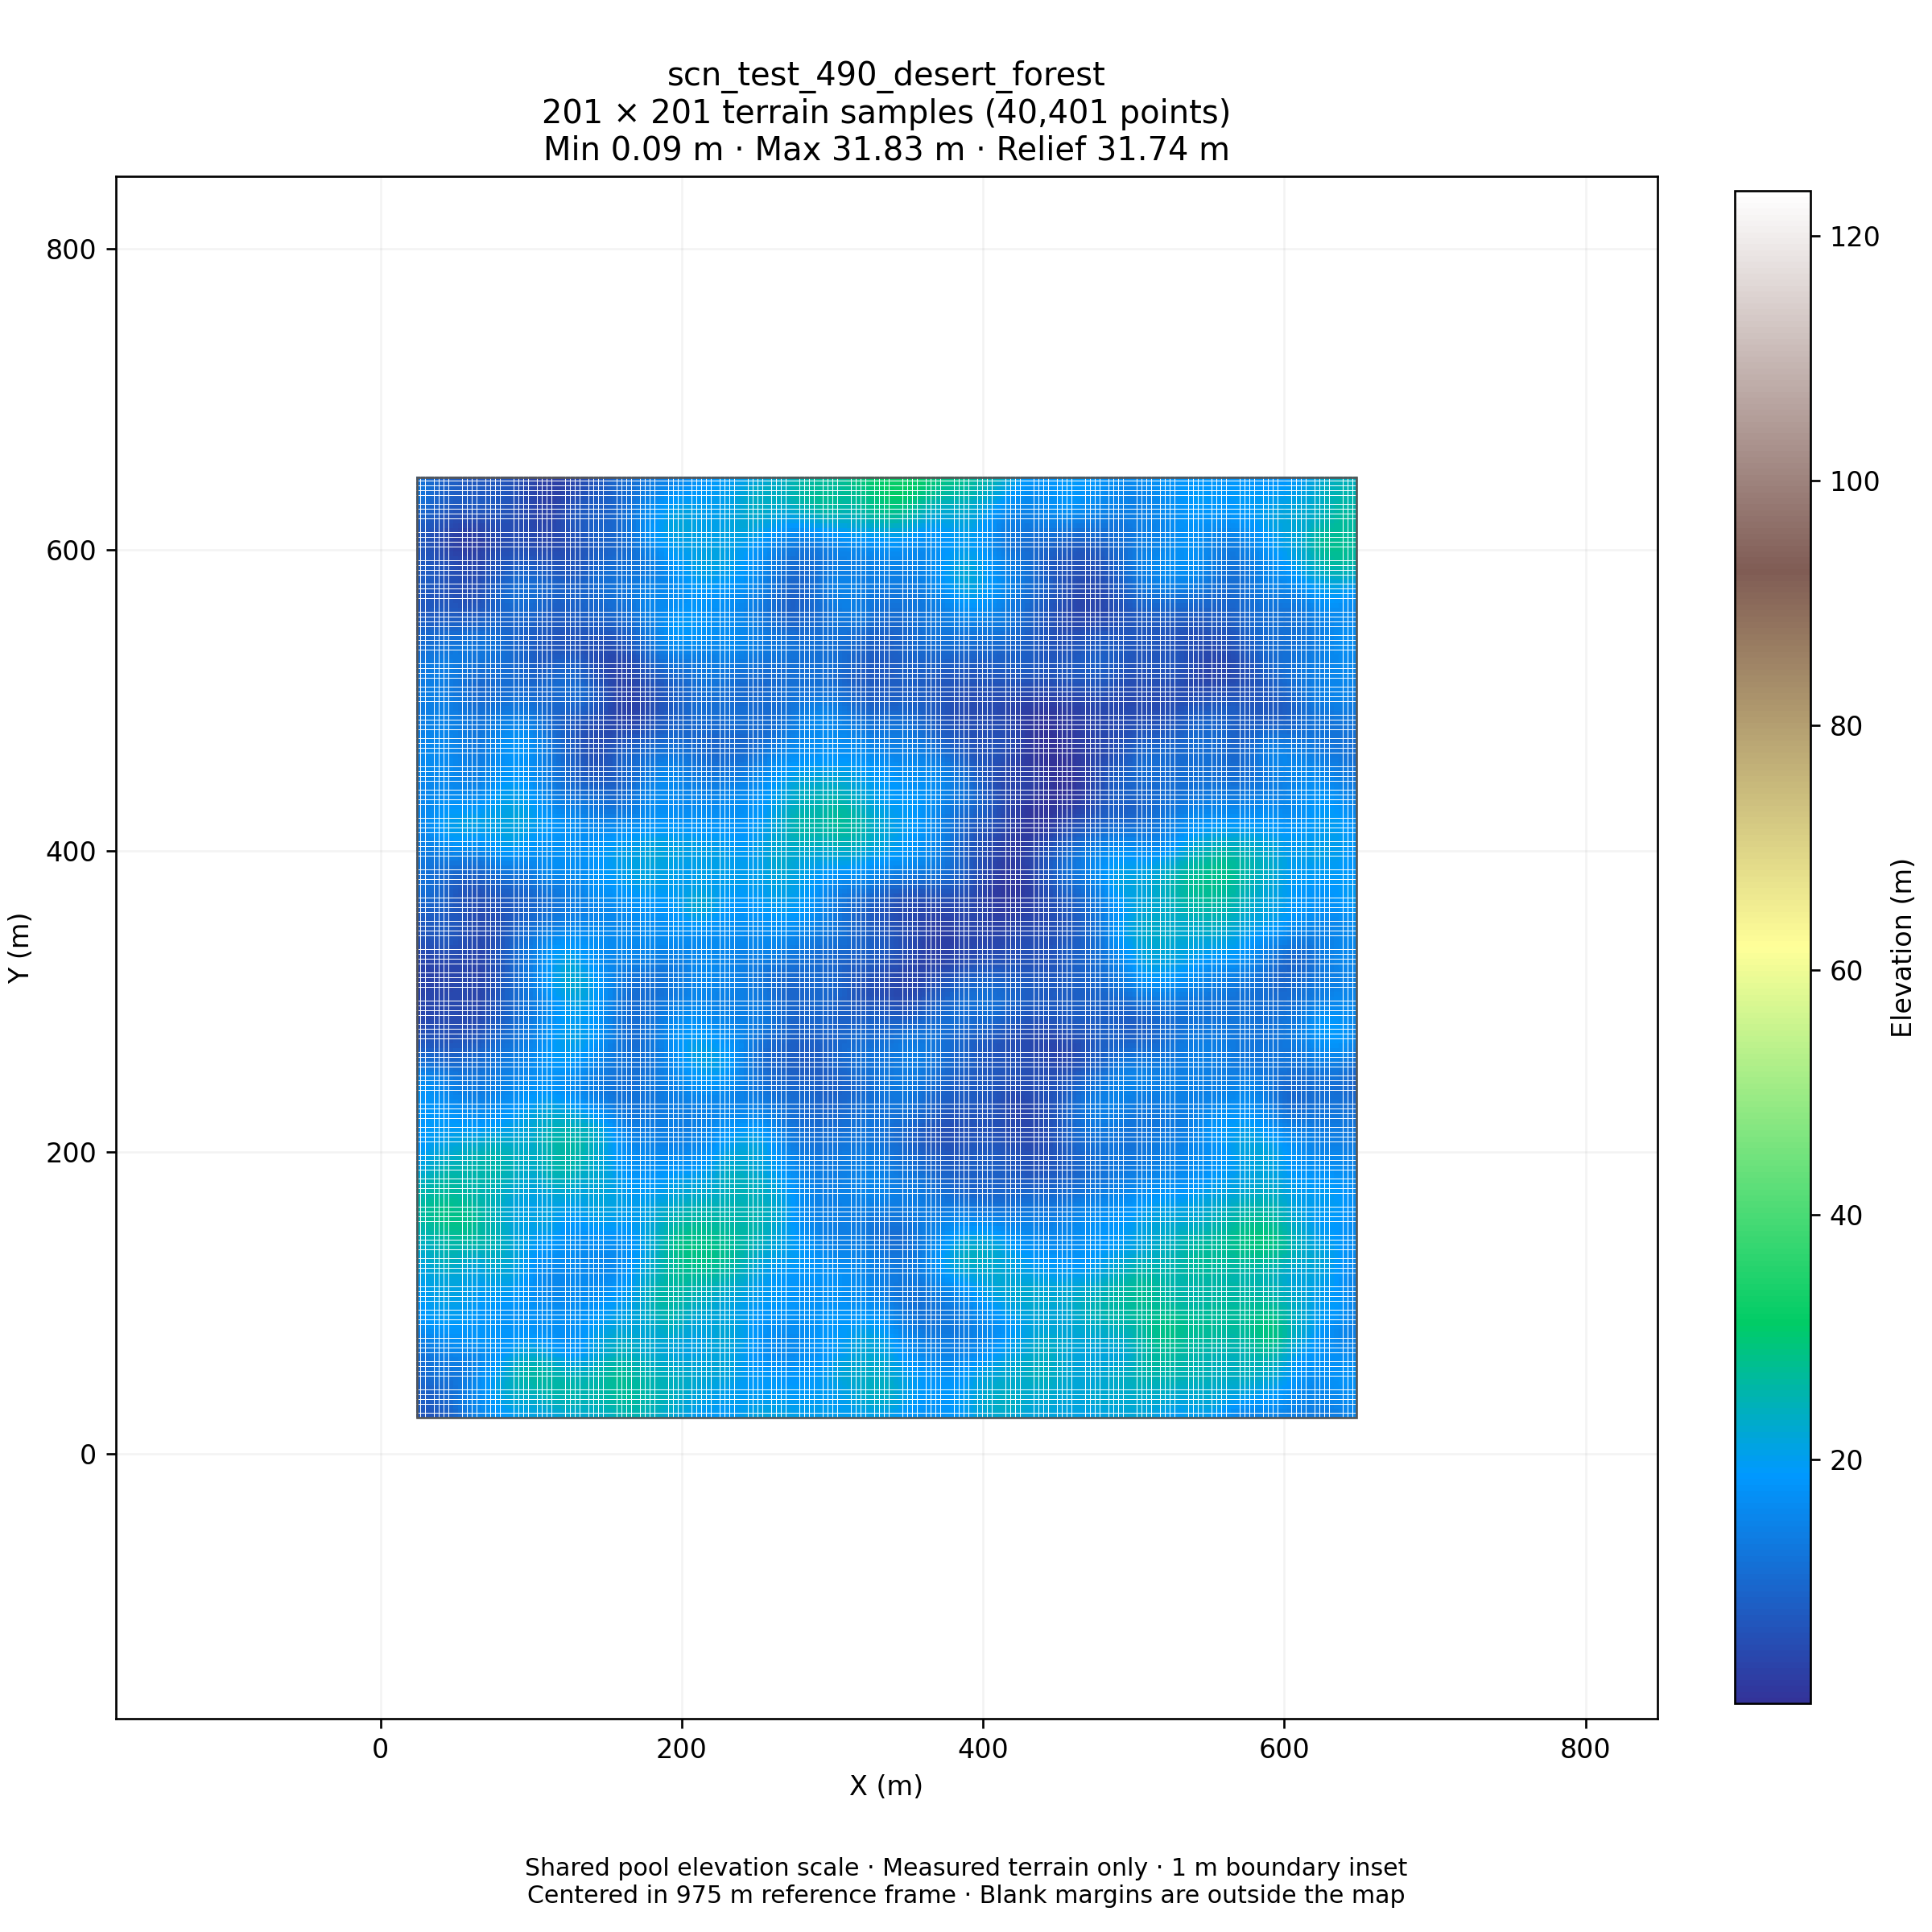 scn_test_490_desert_forest
201 × 201 terrain samples (40,401 points)
Min 0.09 m · Max 31.83 m · Relief 31.74 m
800
600
400
200
0
Y (m)
0
200
400
600
800
X (m)
120
100
80
60
40
20
Elevation (m)
Shared pool elevation scale · Measured terrain only · 1 m boundary inset
Centered in 975 m reference frame · Blank margins are outside the map